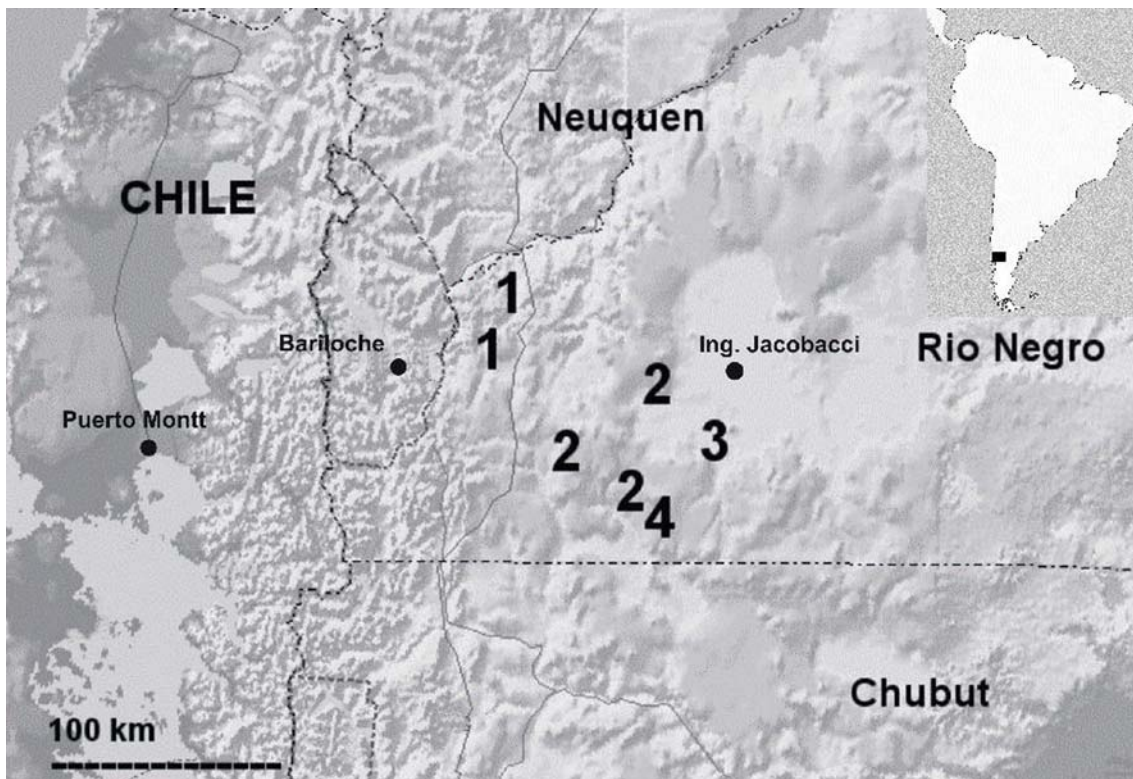 Neuquen
CHILE
1
1
Bariloche
Ing. Jacobacci
Rio Negro
2
Puerto Montt
3
2
2
4
Chubut
100 km